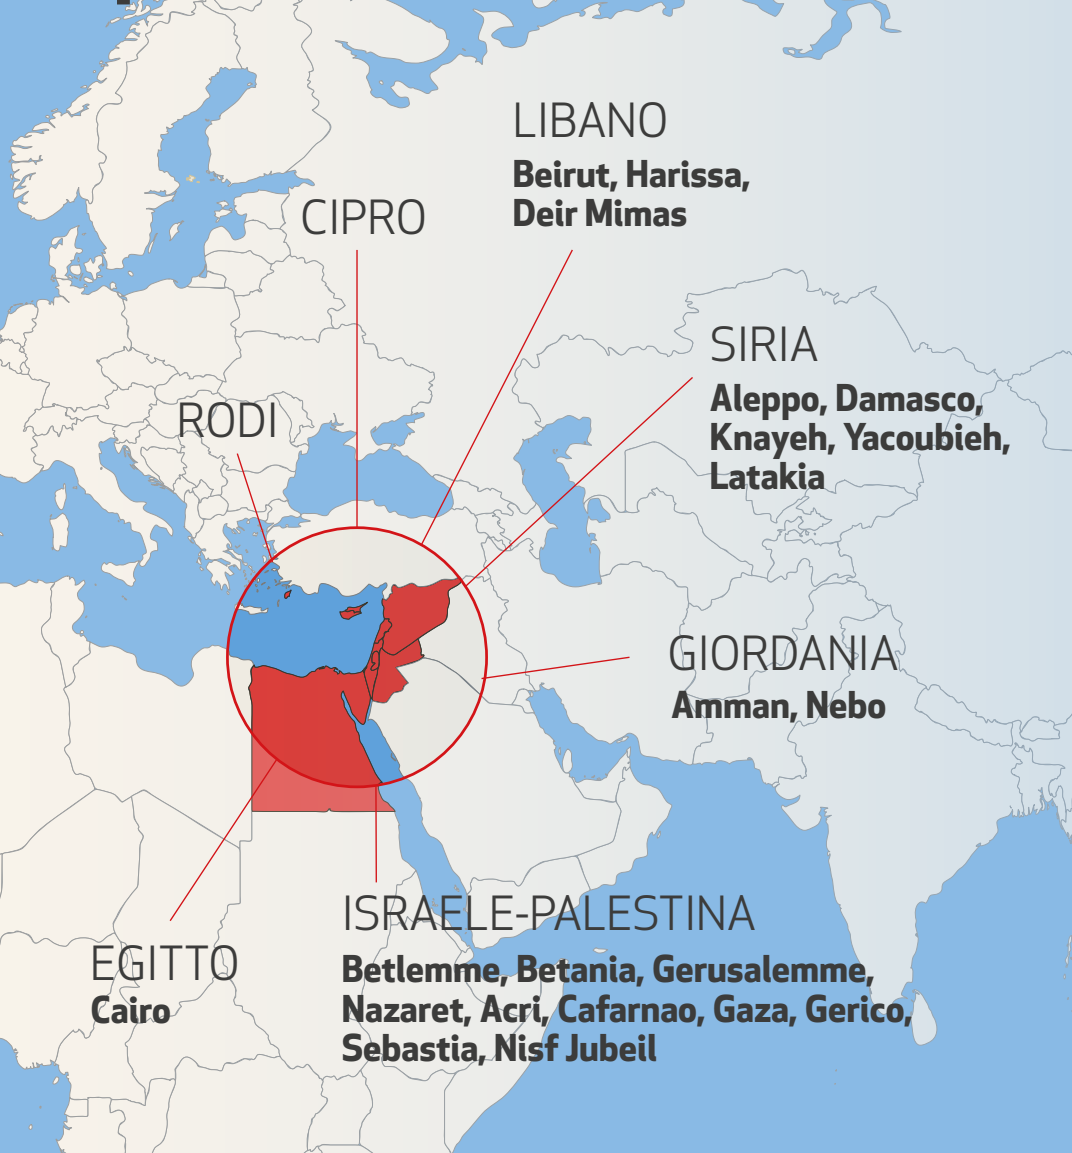 LIBANO
Beirut, Harissa,
Deir Mimas
CIPRO
SIRIA
Aleppo, Damasco,
Knayeh, Yacoubieh,
Latakia
RODI
GIORDANIA
Amman, Nebo
ISRAELE-PALESTINA
Betlemme, Betania, Gerusalemme,
Nazaret, Acri, Cafarnao, Gaza, Gerico,
Sebastia, Nisf Jubeil
EGITTO
Cairo